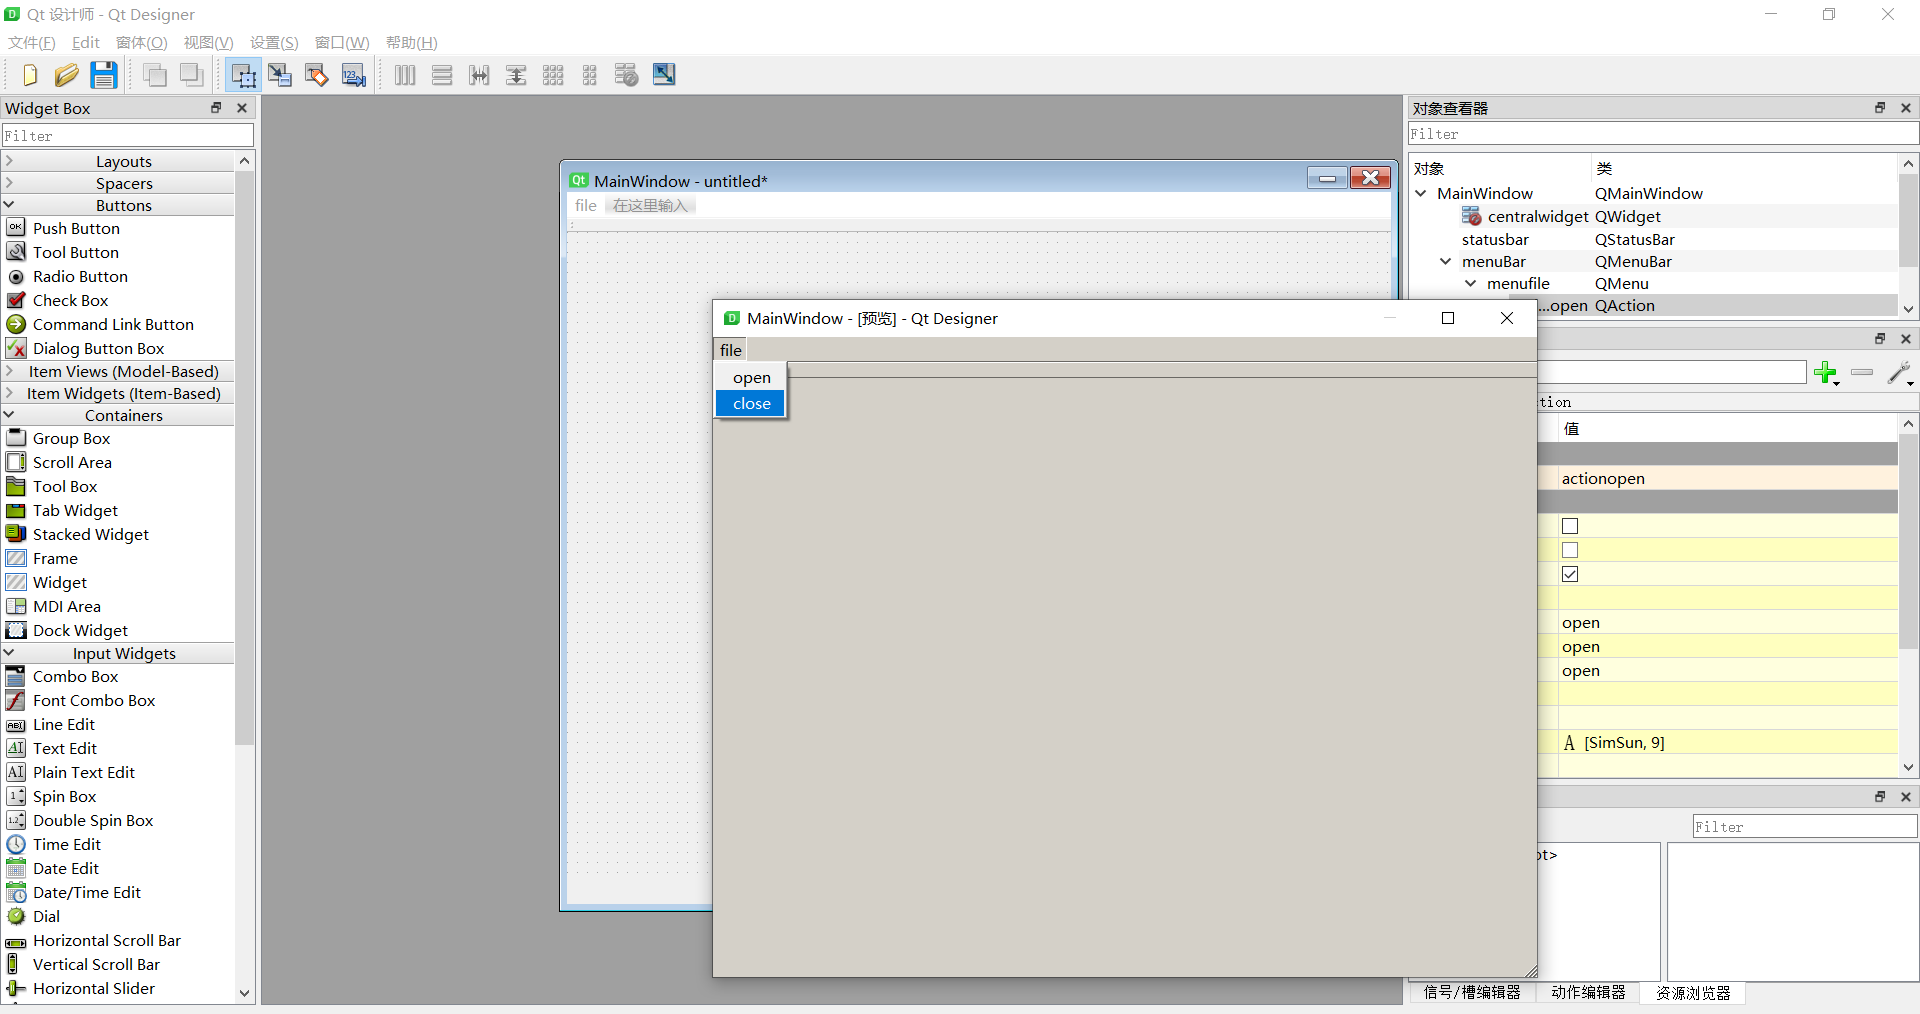 Qt 设计师 - Qt Designer
文件(F) Edit 窗体(O) 视图(V) 设置(S) 窗口(W) 帮助(H)
Widget Box
Filter
Layouts
Spacers
Buttons
Push Button
Tool Button
Radio Button
Check Box
Command Link Button
Dialog Button Box
Item Views (Model-Based)
Item Widgets (Item-Based)
Containers
Group Box
Scroll Area
Tool Box
Tab Widget
Stacked Widget
Frame
Widget
MDI Area
Dock Widget
Input Widgets
Combo Box
Font Combo Box
Line Edit
Text Edit
Plain Text Edit
Spin Box
Double Spin Box
Time Edit
Date Edit
Date/Time Edit
Dial
Horizontal Scroll Bar
Vertical Scroll Bar
Horizontal Slider
MainWindow - untitled*
file 在这里输入
MainWindow - [预览] - Qt Designer
file
open
close
对象查看器
Filter
对象 类
MainWindow QMainWindow
centralwidget QWidget
statusbar QStatusBar
menuBar QMenuBar
menufile QMenu
...open QAction
tion
值
actionopen
open
open
open
A [SimSun, 9]
Filter
ot>
信号/槽编辑器 动作编辑器 资源浏览器